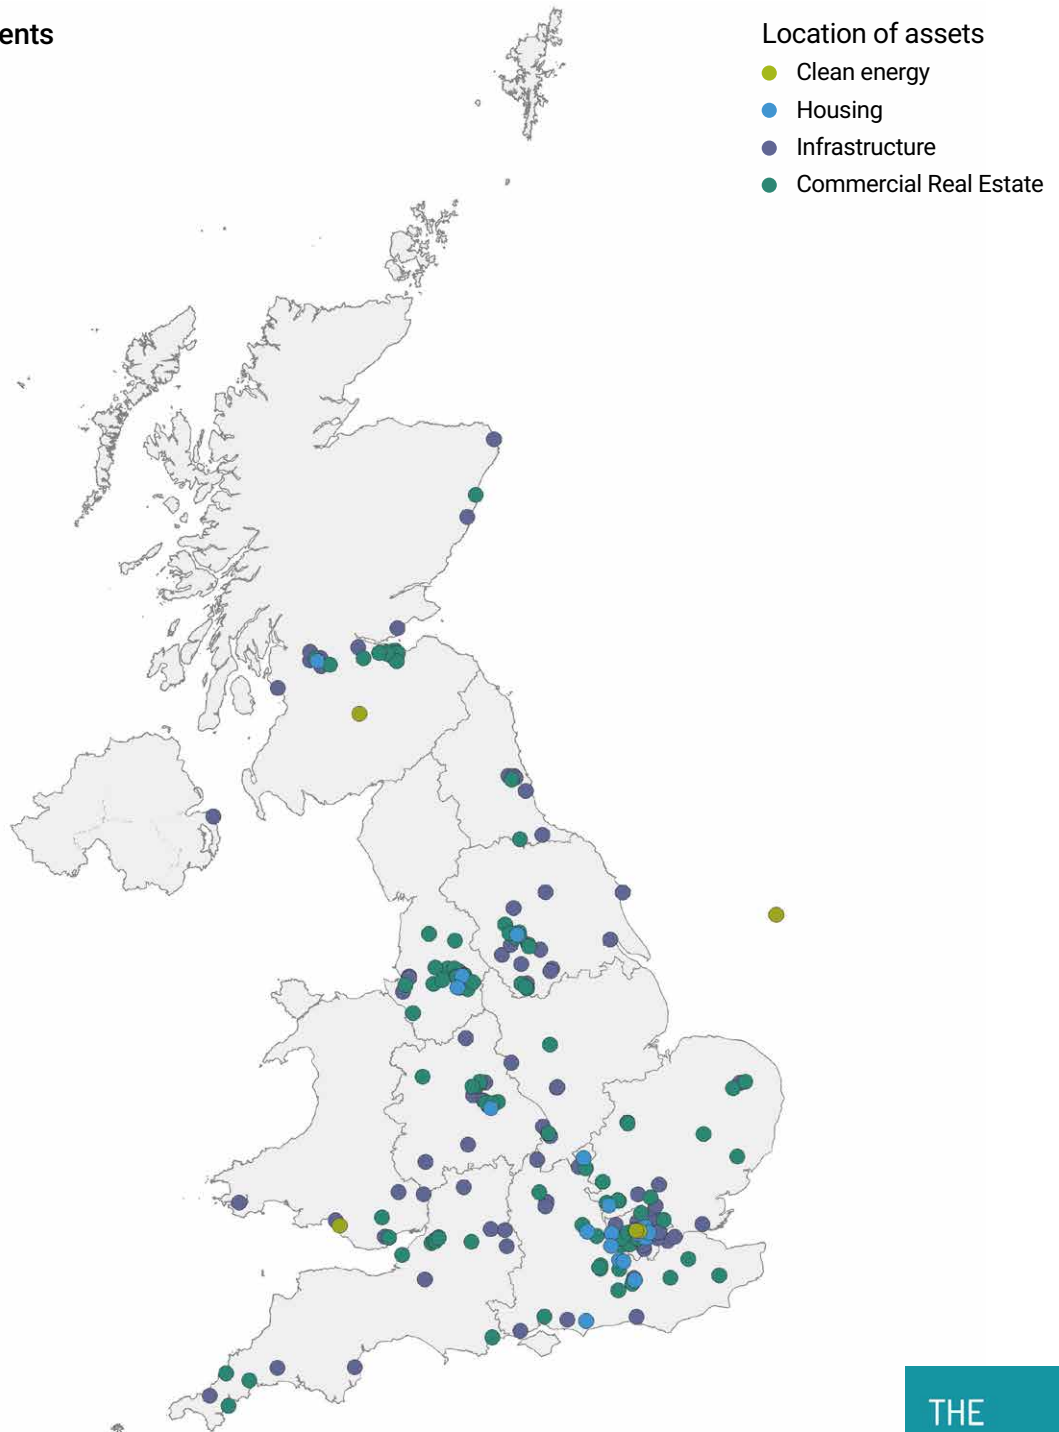 ents
Location of assets
Clean energy
Housing
Infrastructure
Commercial Real Estate
THE